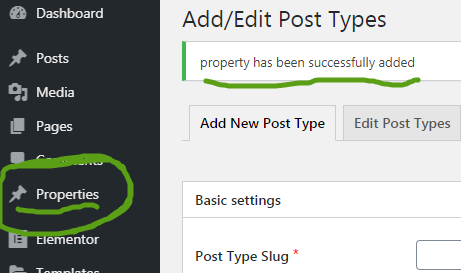 Dashboard
Posts
Media
Pages
Comments
Properties
Elementor
Templates
Add/Edit Post Types
property has been successfully added
Add New Post Type
Edit Post Types
Basic settings
Post Type Slug *